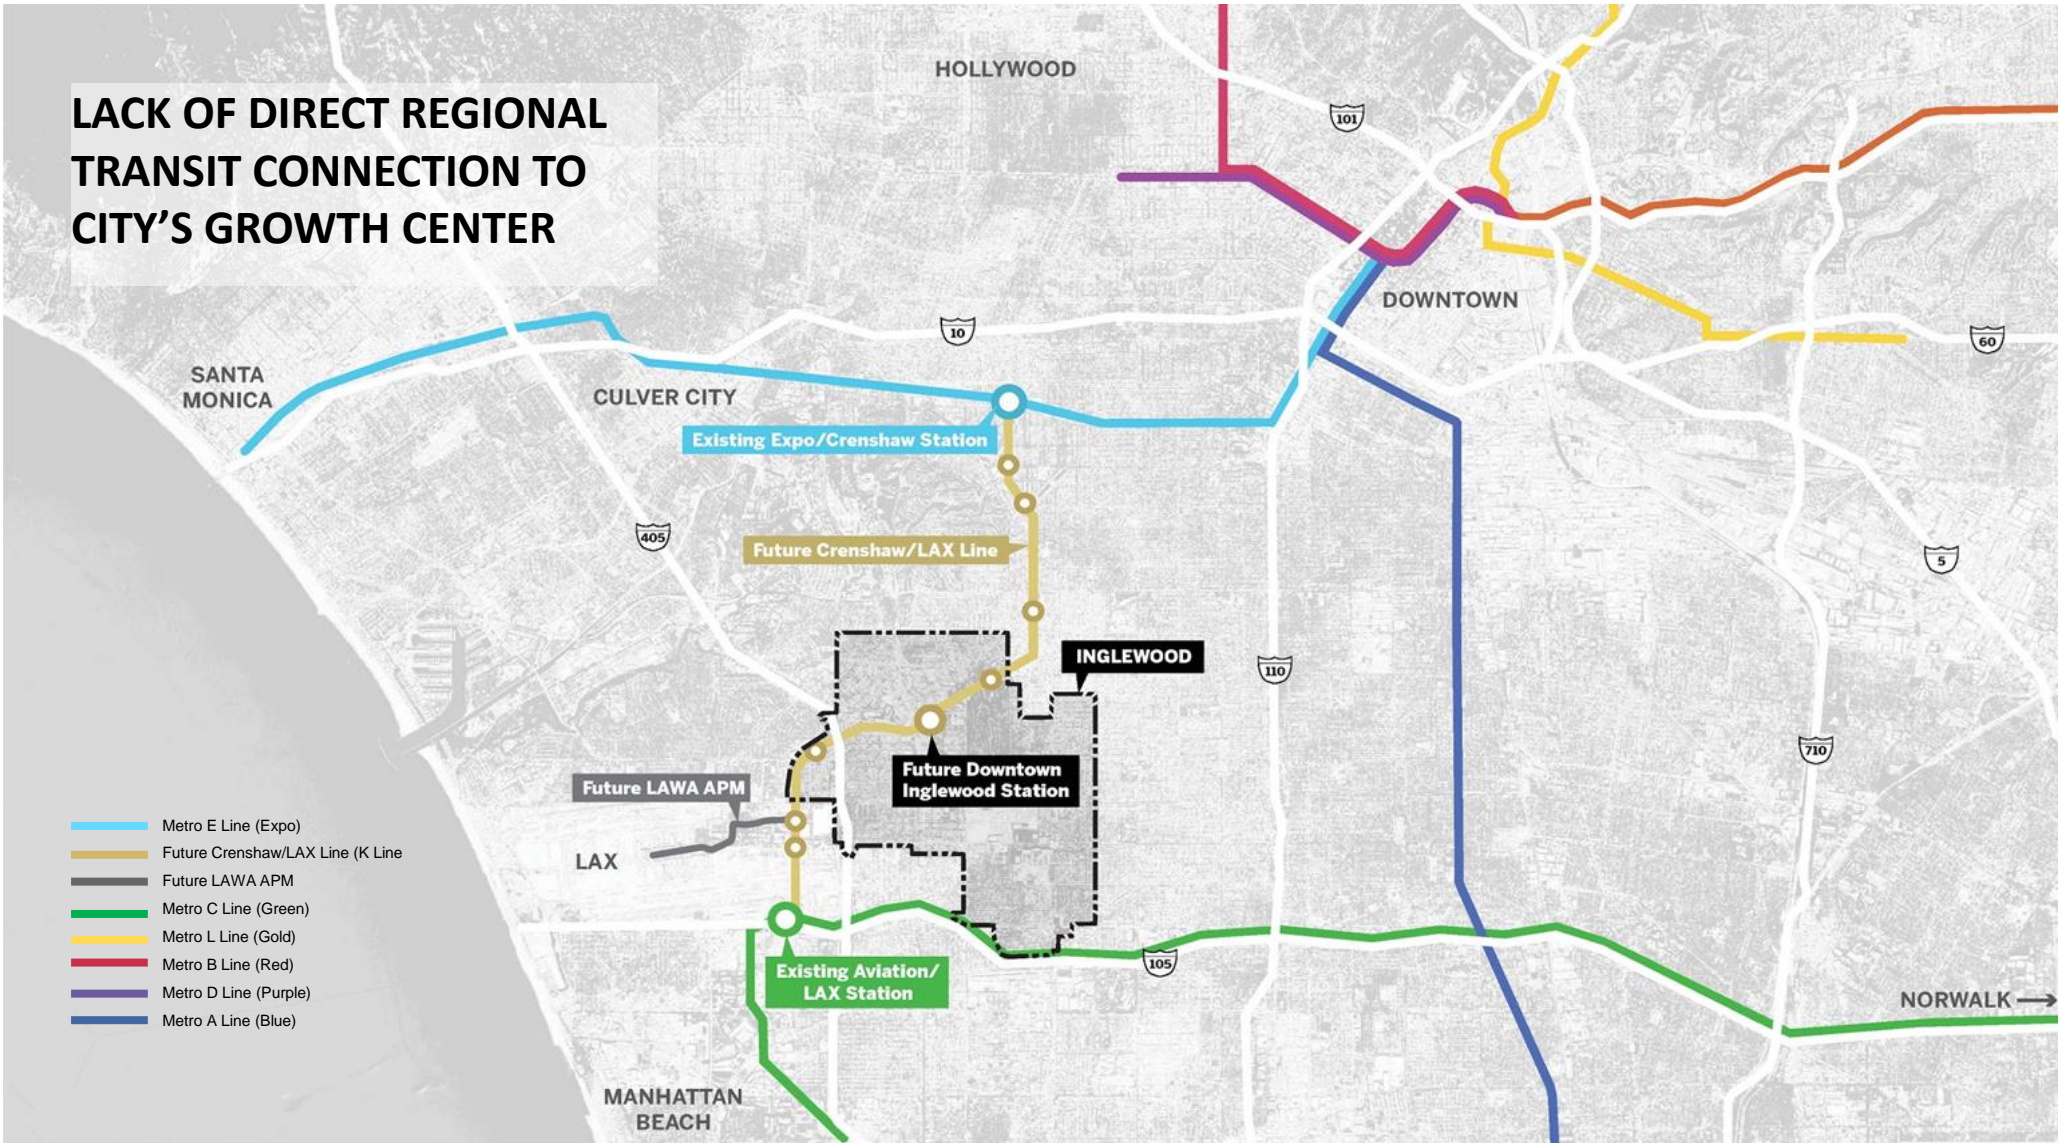 LACK OF DIRECT REGIONAL
TRANSIT CONNECTION TO
CITY'S GROWTH CENTER
HOLLYWOOD
101
DOWNTOWN
10
60
SANTA
MONICA
CULVER CITY
Existing Expo/Crenshaw Station
405
Future Crenshaw/LAX Line
5
INGLEWOOD
110
710
Future Downtown
Inglewood Station
Future LAWA APM
LAX
Existing Aviation/
LAX Station
105
NORWALK
MANHATTAN
BEACH
Metro E Line (Expo)
Future Crenshaw/LAX Line (K Line
Future LAWA APM
Metro C Line (Green)
Metro L Line (Gold)
Metro B Line (Red)
Metro D Line (Purple)
Metro A Line (Blue)